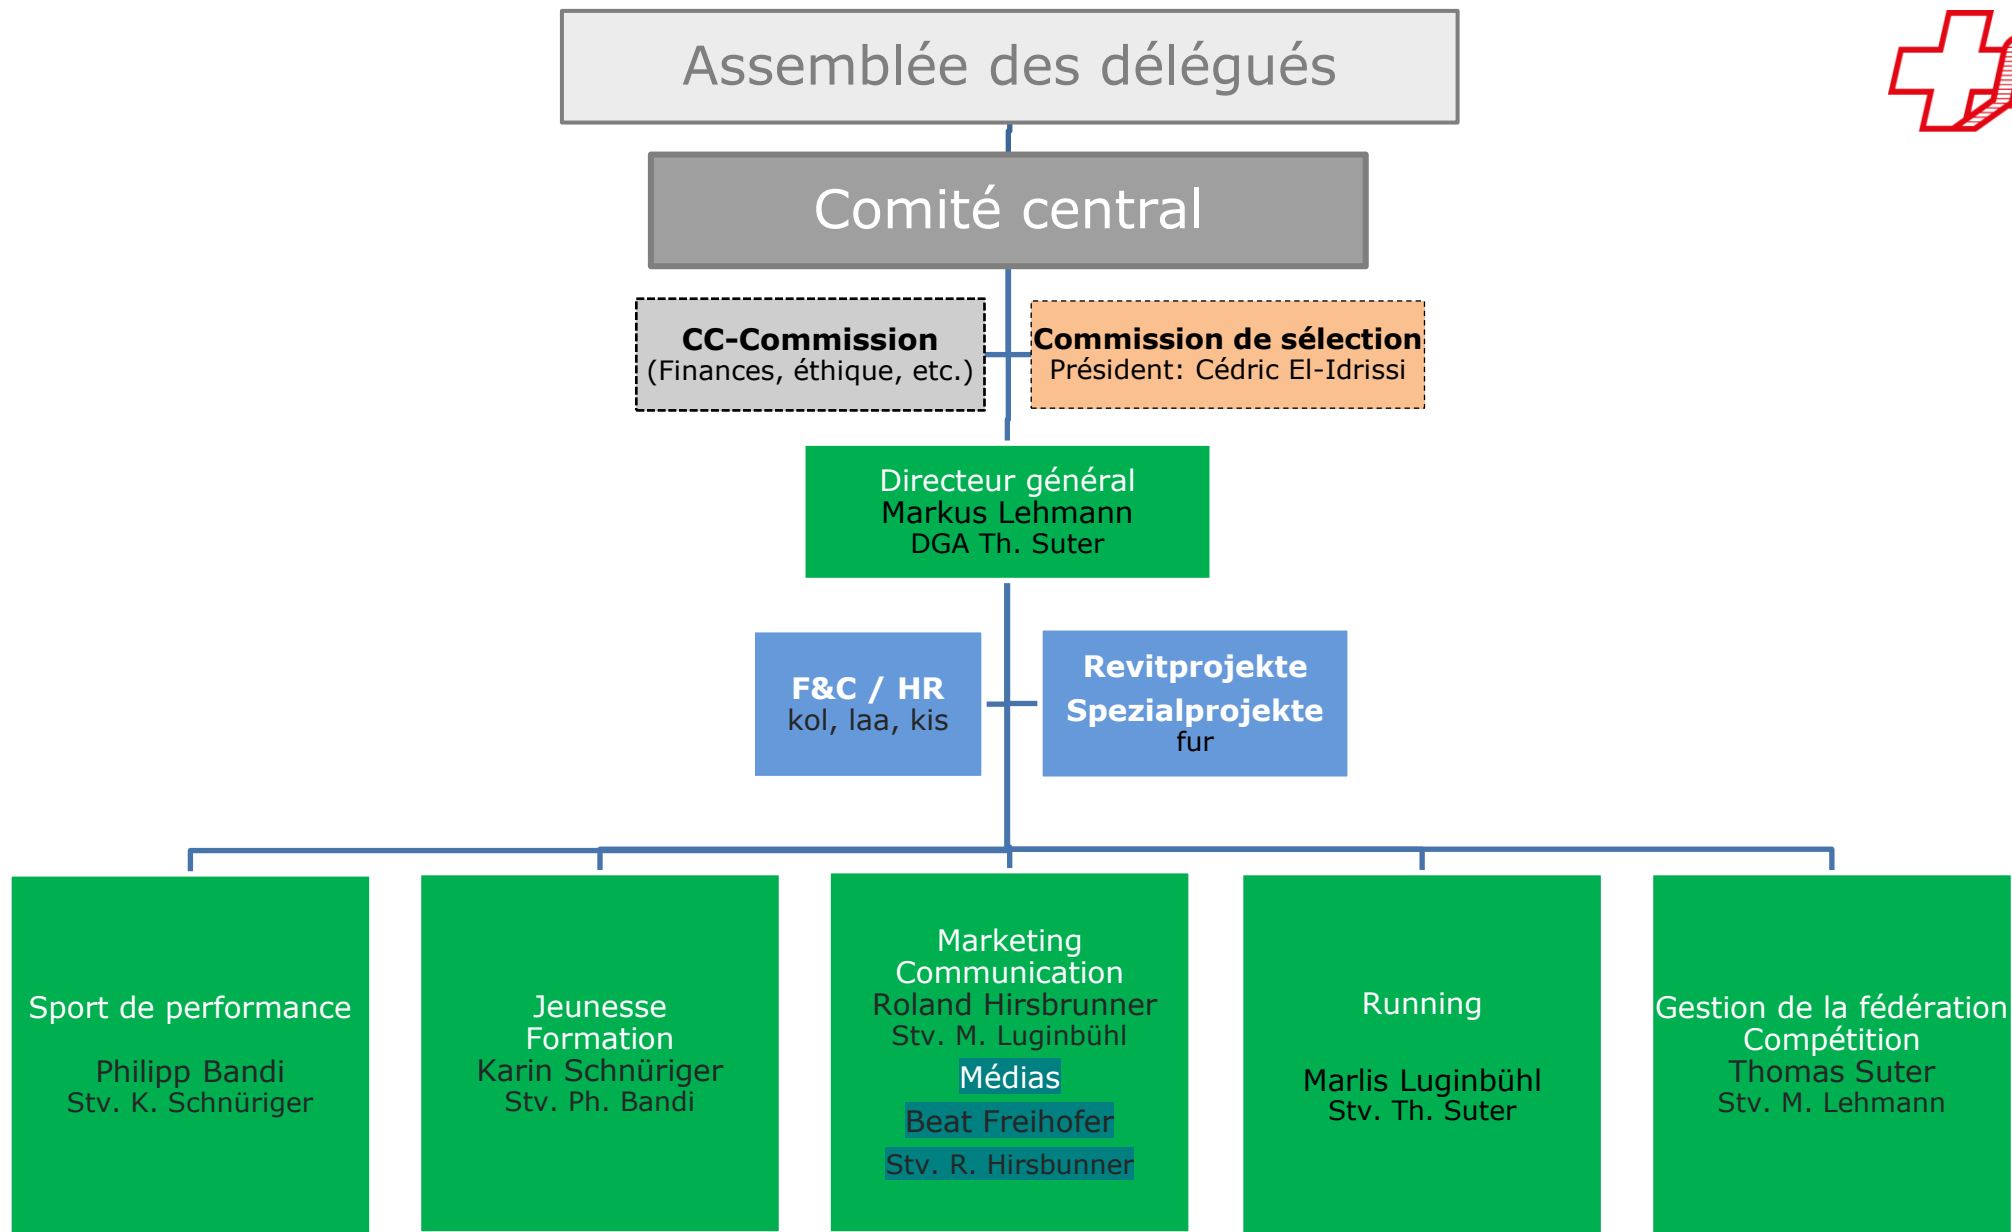 Assemblée des délégués
Comité central
CC-Commission
(Finances, éthique, etc.)
Commission de sélection
Président: Cédric El-Idrissi
Directeur général
Markus Lehmann
DGA Th. Suter
F&C / HR
kol, laa, kis
Revitprojekte
Spezialprojekte
fur
Sport de performance
Philipp Bandi
Stv. K. Schnüriger
Jeunesse
Formation
Karin Schnüriger
Stv. Ph. Bandi
Marketing
Communication
Roland Hirsbrunner
Stv. M. Luginbühl
Médias
Beat Freihofer
Stv. R. Hirsbunner
Running
Marlis Luginbühl
Stv. Th. Suter
Gestion de la fédération
Compétition
Thomas Suter
Stv. M. Lehmann